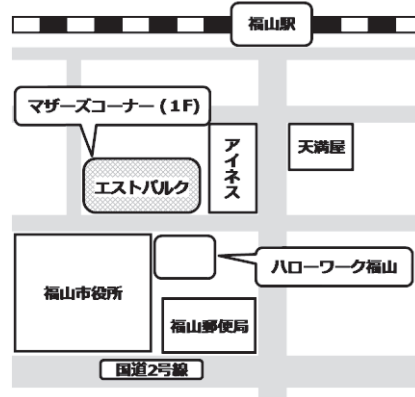 福山駅
マザーズコーナー(1F)
アイネス
天満屋
エストパルク
ハローワーク福山
福山市役所
福山郵便局
国道2号線